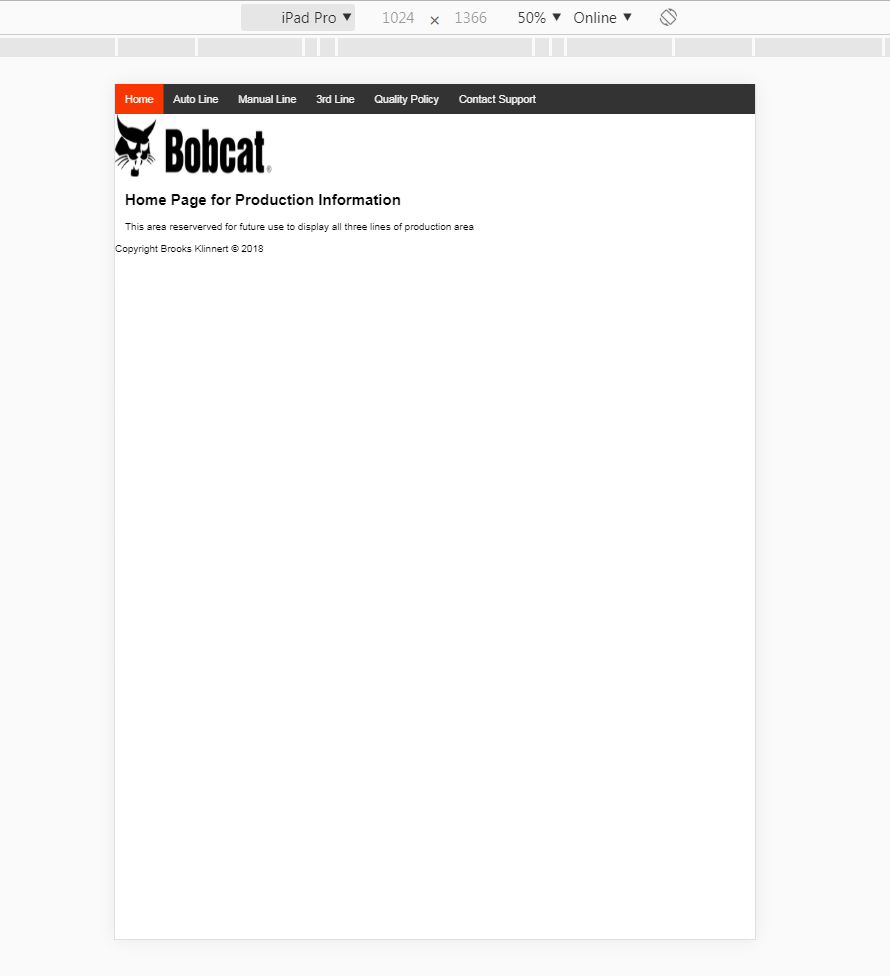 iPad Pro ▼ 1024 × 1366 50% ▼ Online ▼
Home Auto Line Manual Line 3rd Line Quality Policy Contact Support
Bobcat®
Home Page for Production Information
This area reserverved for future use to display all three lines of production area
Copyright Brooks Klinnert © 2018